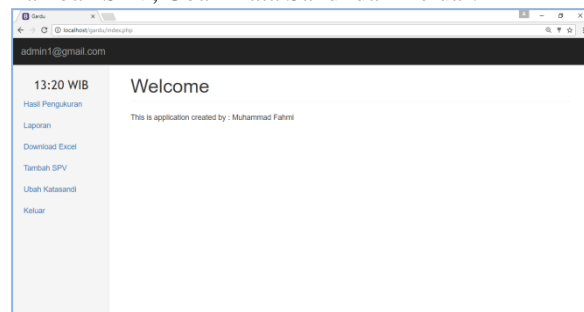 Gardu
localhost/gardu/index.php
admin1@gmail.com
13:20 WIB
Hasil Pengukuran
Laporan
Download Excel
Tambah SPV
Ubah Katasandi
Keluar
Welcome
This is application created by : Muhammad Fahmi